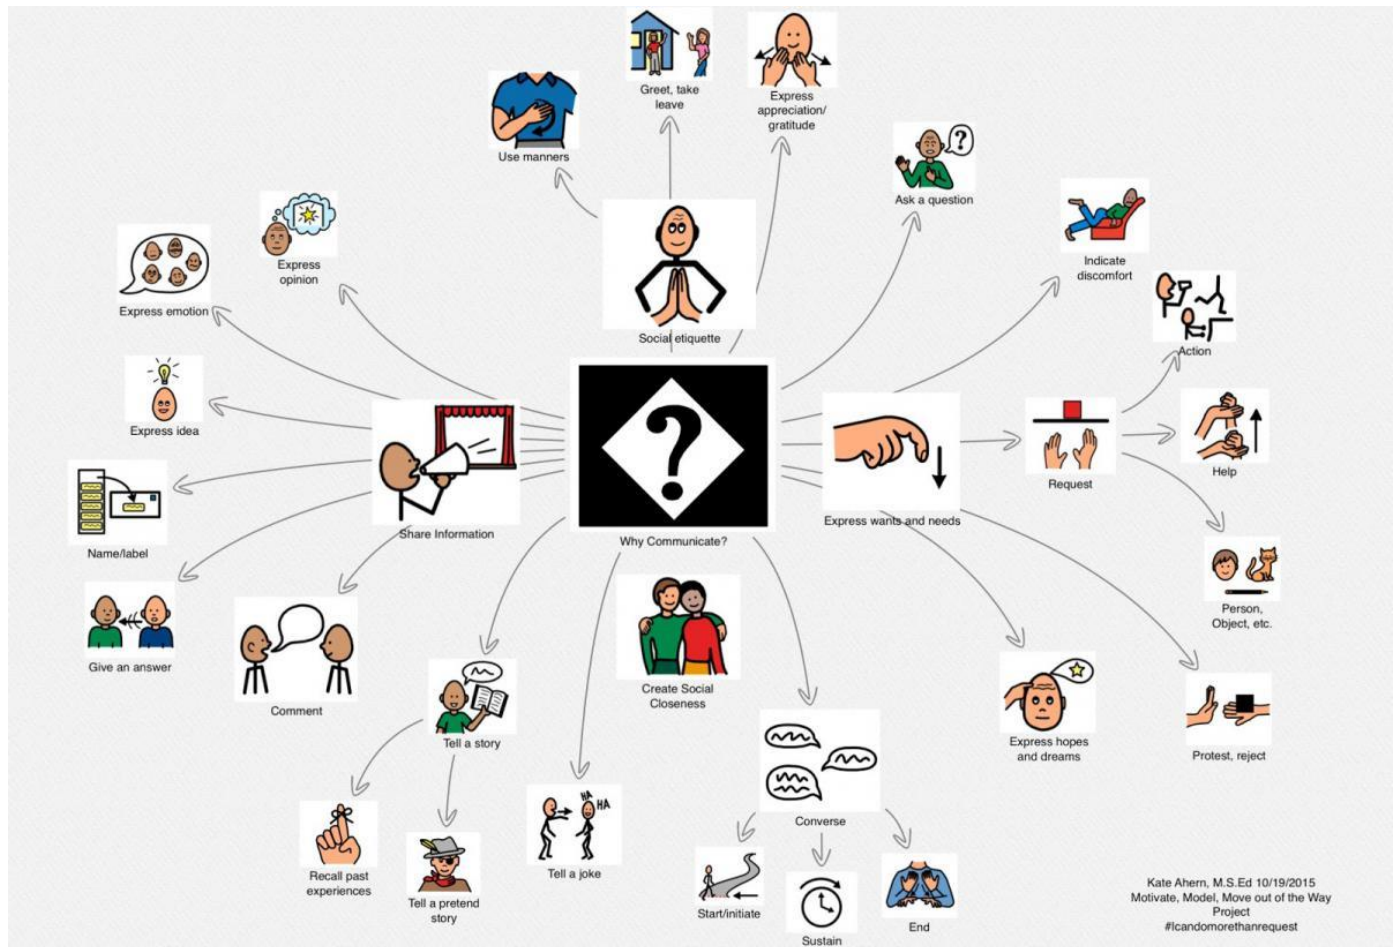 Greet, take
leave
Express
appreciation/
gratitude
Use manners
Ask a question
Express
opinion
Indicate
discomfort
Express emotion
Social etiquette
Action
Express idea
Help
Request
Name/label
Share Information
Why Communicate?
Express wants and needs
Person,
Object, etc.
Give an answer
Comment
Create Social
Closeness
Tell a story
Express hopes
and dreams
Protest, reject
Converse
HA
HA
Recall past
experiences
Tell a pretend
story
Tell a joke
Start/initiate
Sustain
End
Kate Ahern, M.S.Ed 10/19/2015
Motivate, Model, Move out of the Way
Project
#Icandomorethanrequest